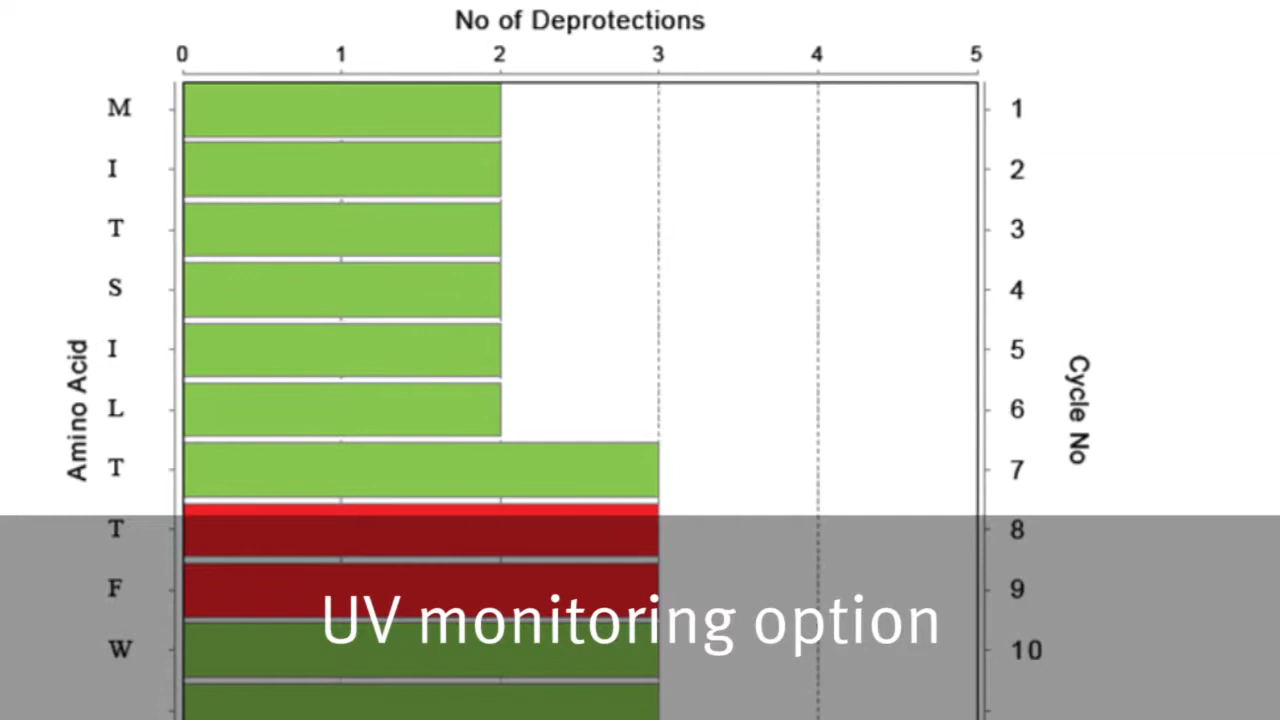 No of Deprotections
0 1 2 3 4 5
M 1
I 2
T 3
S 4
I 5
L 6
T 7
T 8
F 9
W 10
Amino Acid
Cycle No
UV monitoring option